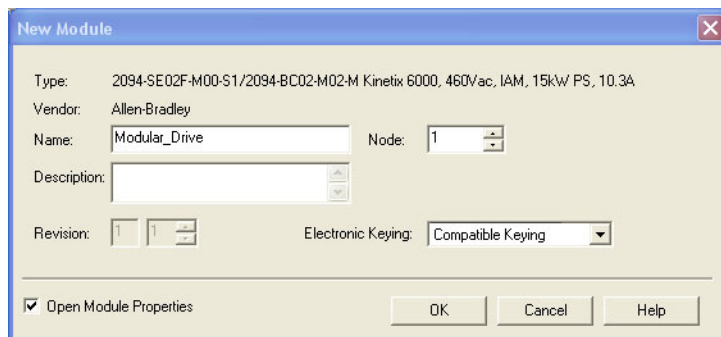 New Module
Type: 2094-SE02F-M00-S1/2094-BC02-M02-M Kinetix 6000, 460Vac, IAM, 15kW PS, 10.3A
Vendor: Allen-Bradley
Name: Modular_Drive Node: 1
Description:
Revision: 1 1 Electronic Keying: Compatible Keying
Open Module Properties OK Cancel Help